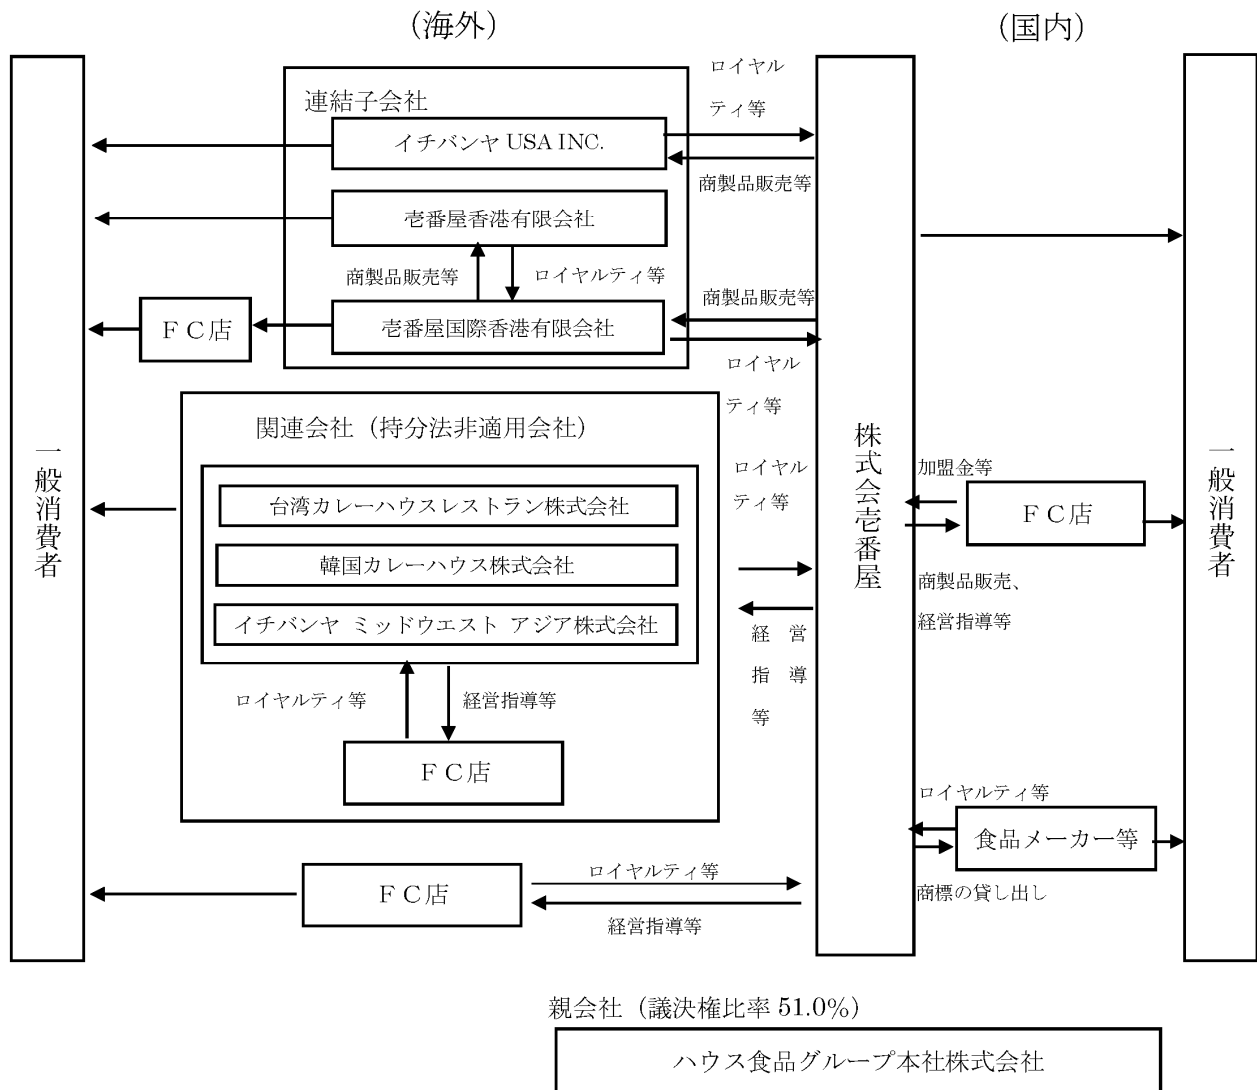 (海外)
(国内)
連結子会社
イチバンヤ USA INC.
ロイヤル
ティ等
商製品販売等
壱番屋香港有限会社
商製品販売等
ロイヤルティ等
壱番屋国際香港有限会社
ＦＣ店
商製品販売等
ロイヤル
ティ等
関連会社（持分法非適用会社）
台湾カレーハウスレストラン株式会社
韓国カレーハウス株式会社
イチバンヤ ミッドウエスト アジア株式会社
ロイヤル
ティ等
経営
指導
等
ロイヤルティ等
経営指導等
ＦＣ店
一般消費者
株式会壱番屋
加盟金等
ＦＣ店
商製品販売、
経営指導等
一般消費者
ロイヤルティ等
食品メーカー等
商標の貸し出し
ＦＣ店
ロイヤルティ等
経営指導等
親会社（議決権比率 51.0%）
ハウス食品グループ本社株式会社